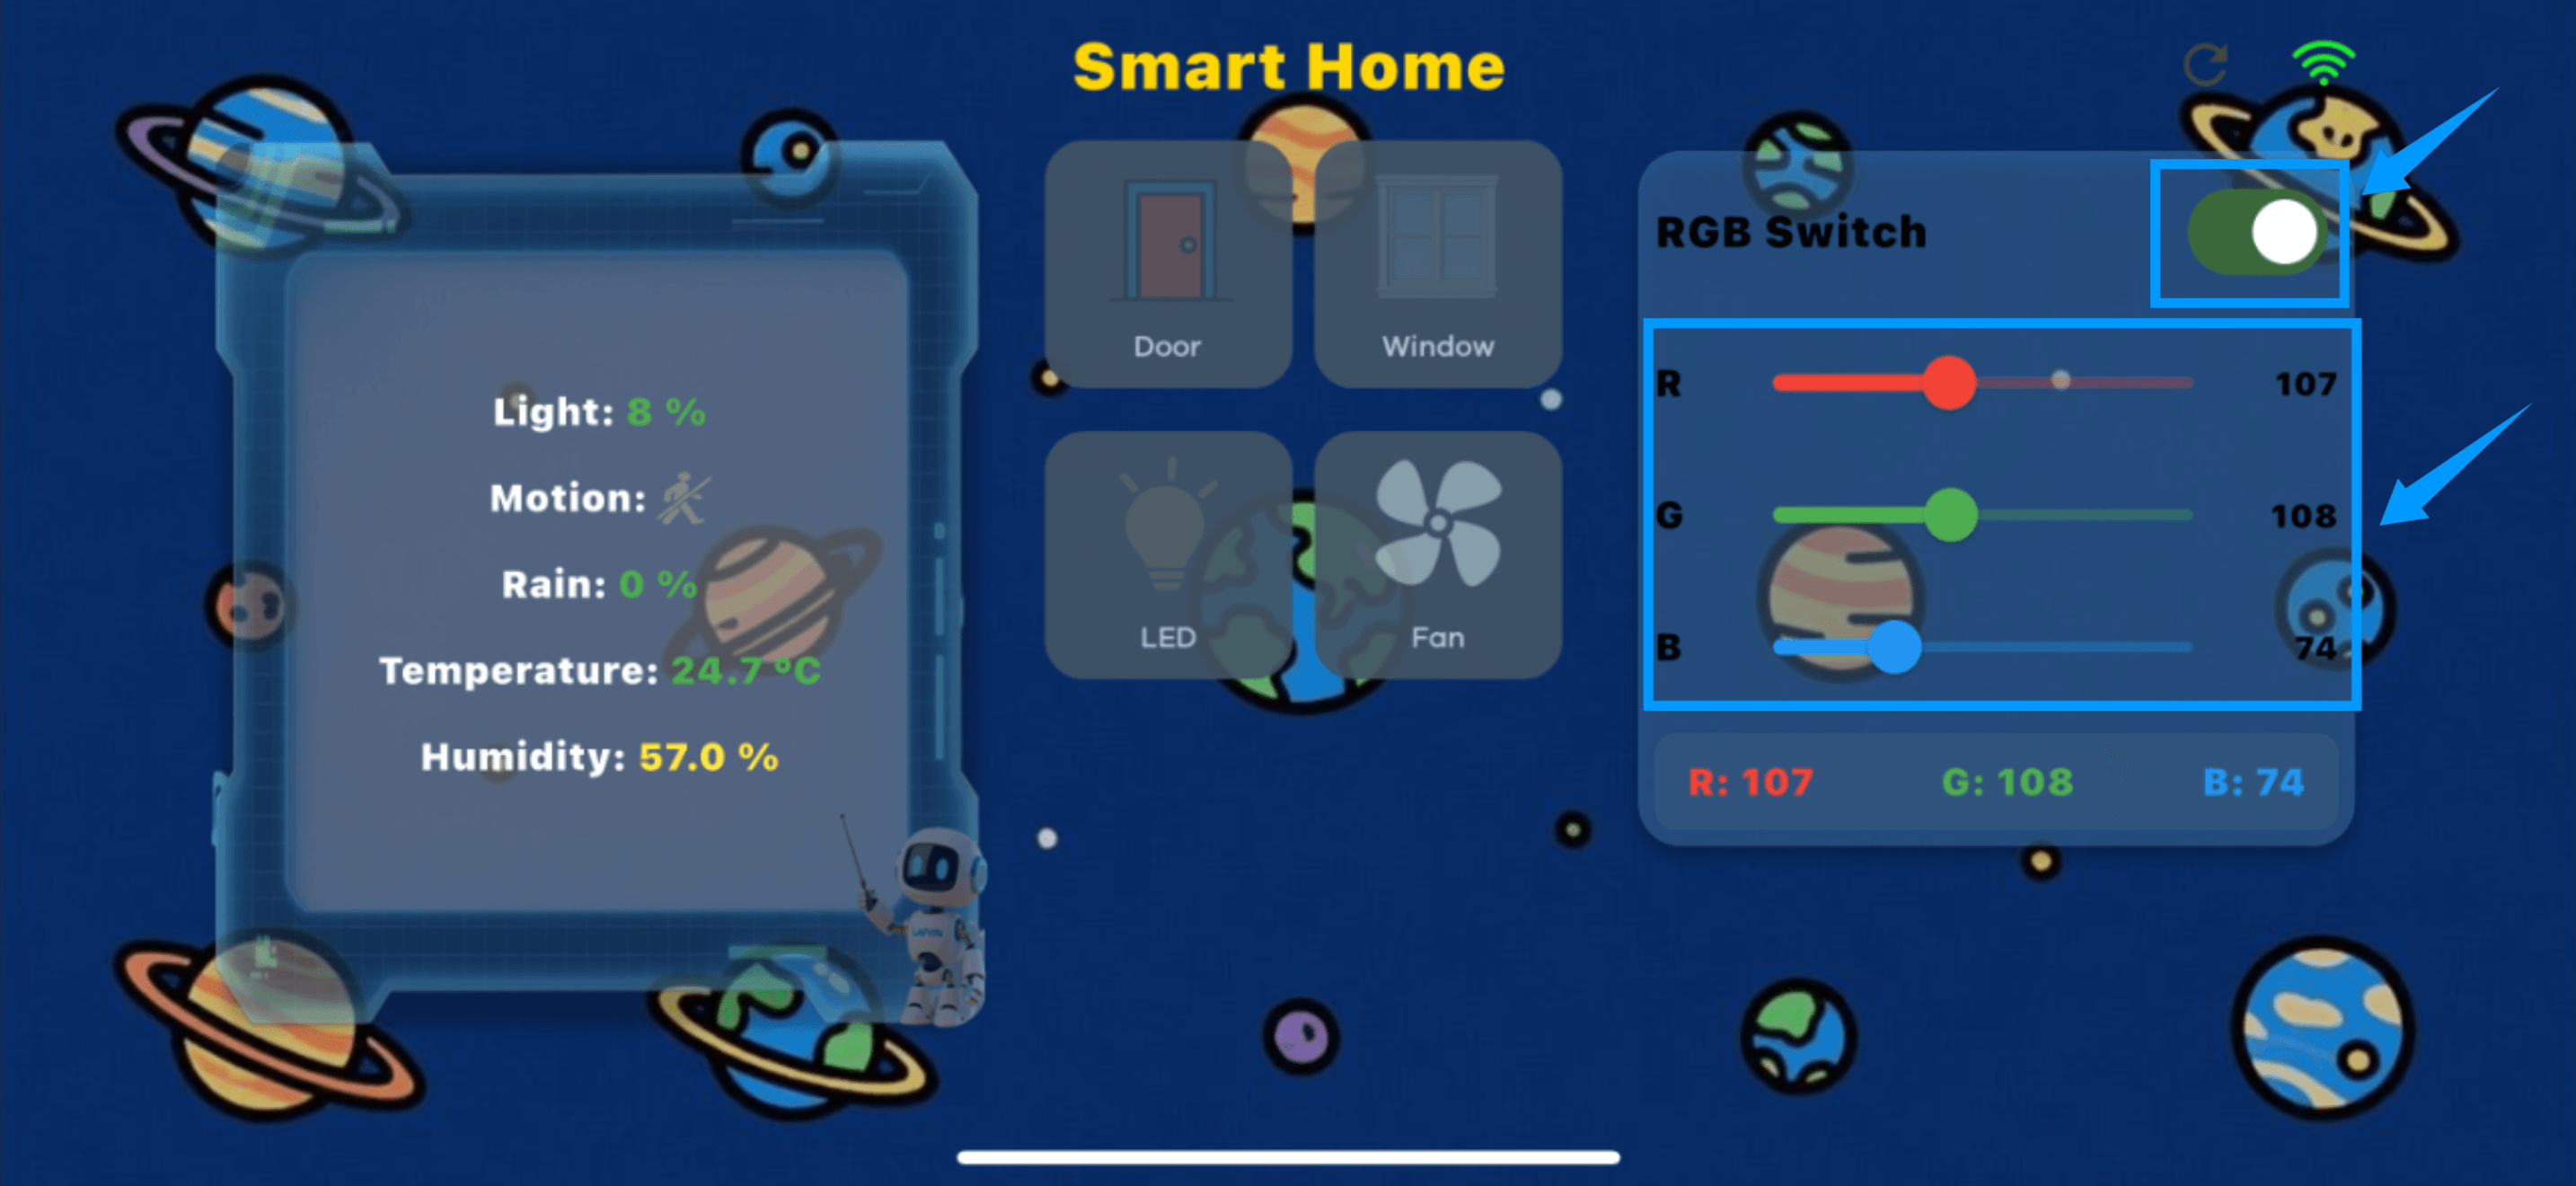 Smart Home
Light: 8 %
Motion:
Rain: 0 %
Temperature: 24.7 °C
Humidity: 57.0 %
Door
Window
LED
Fan
RGB Switch
R 107
G 108
B 74
R: 107 G: 108 B: 74